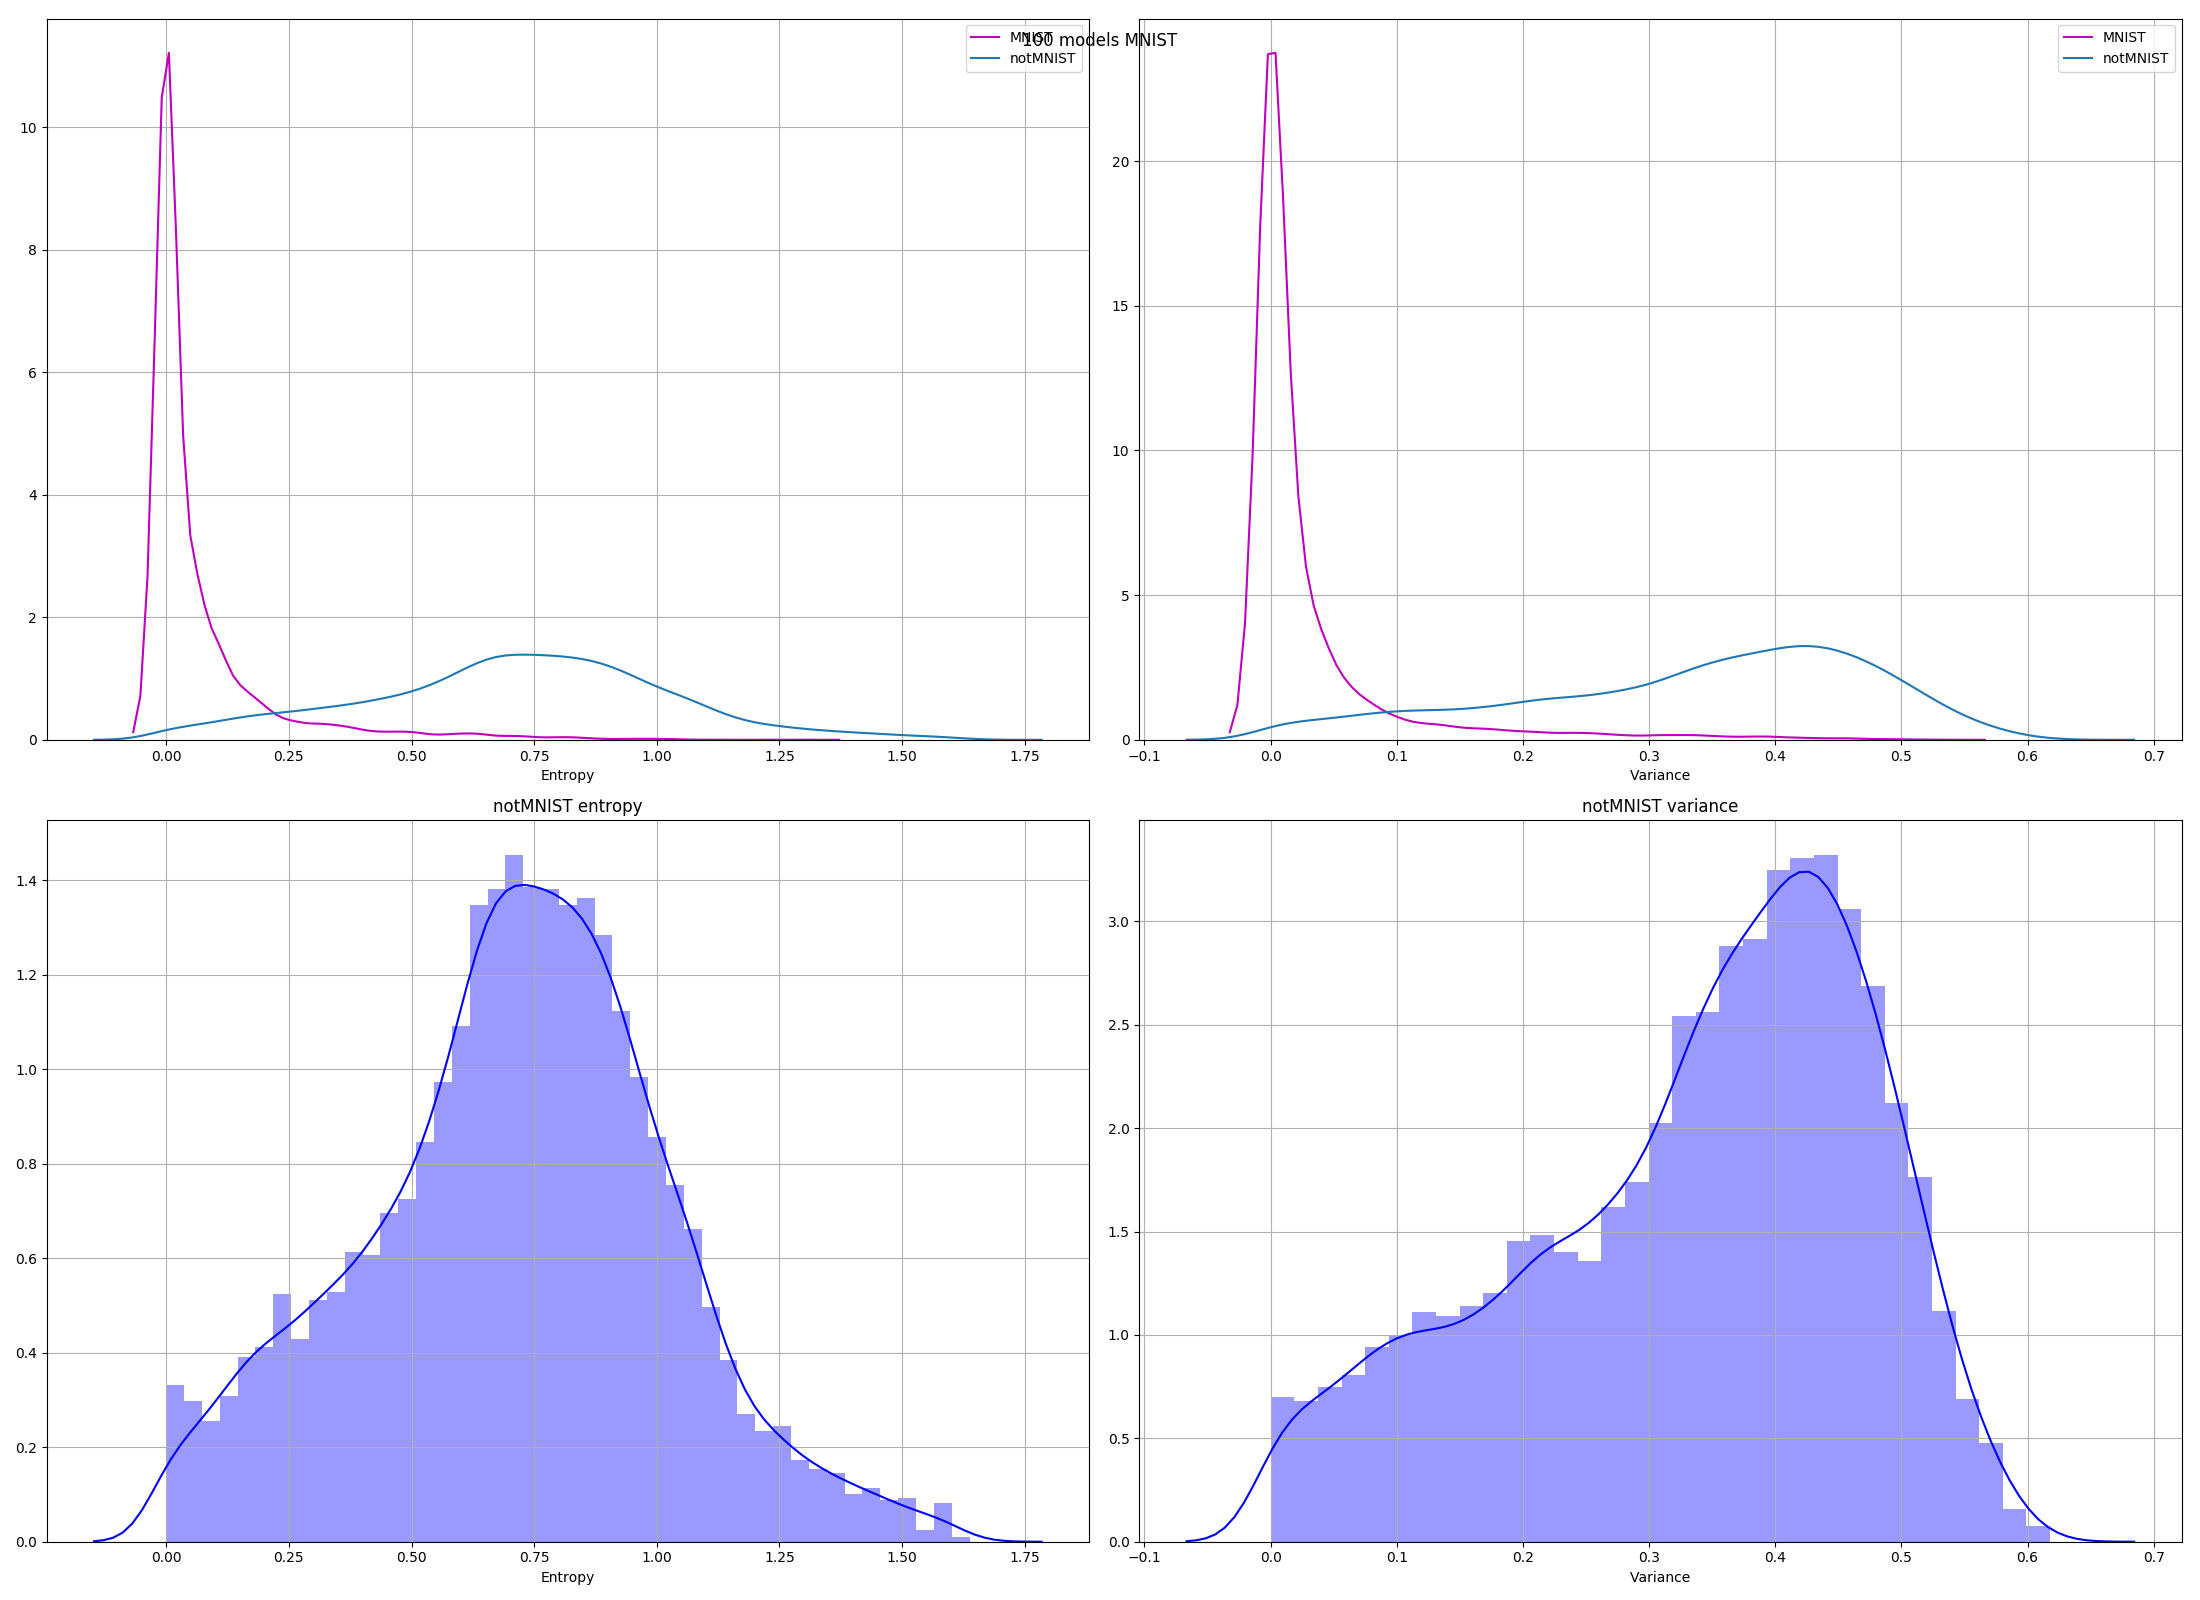 100 models MNIST
MNIST
notMNIST
10
8
6
4
2
0
0.00 0.25 0.50 0.75 1.00 1.25 1.50 1.75
Entropy
MNIST
notMNIST
20
15
10
5
0
−0.1 0.0 0.1 0.2 0.3 0.4 0.5 0.6 0.7
Variance
notMNIST entropy
1.4
1.2
1.0
0.8
0.6
0.4
0.2
0.0
0.00 0.25 0.50 0.75 1.00 1.25 1.50 1.75
Entropy
notMNIST variance
3.0
2.5
2.0
1.5
1.0
0.5
0.0
−0.1 0.0 0.1 0.2 0.3 0.4 0.5 0.6 0.7
Variance